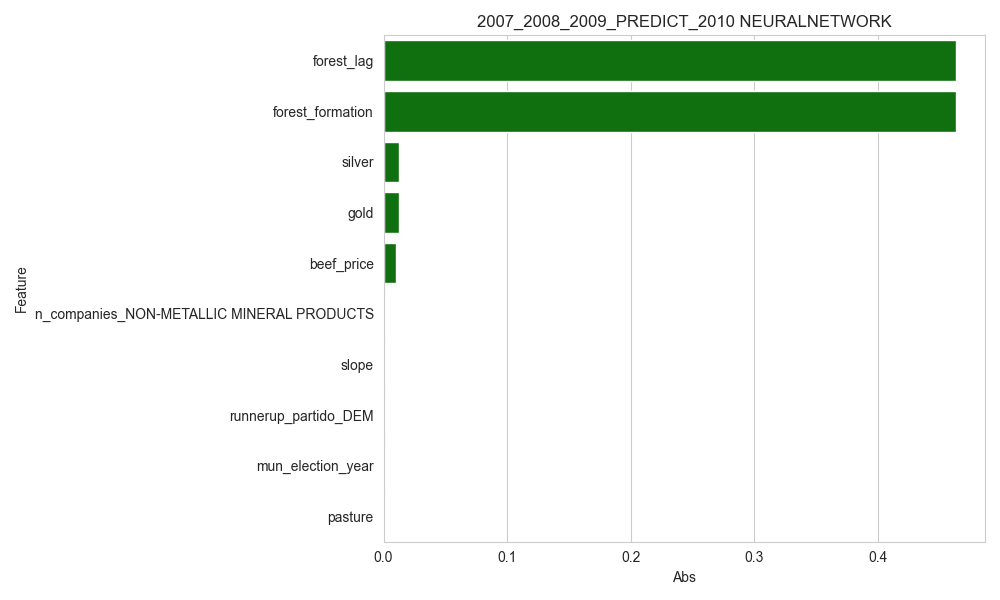 2007_2008_2009_PREDICT_2010 NEURALNETWORK
forest_lag
forest_formation
silver
gold
beef_price
n_companies_NON-METALLIC MINERAL PRODUCTS
slope
runnerup_partido_DEM
mun_election_year
pasture
Feature
0.0 0.1 0.2 0.3 0.4
Abs